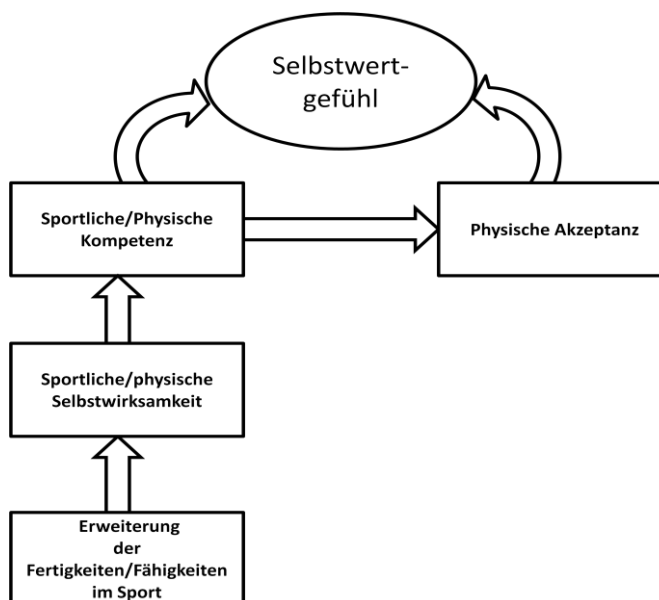 Selbstwert-
gefühl
Sportliche/Physische
Kompetenz
Physische Akzeptanz
Sportliche/physische
Selbstwirksamkeit
Erweiterung
der
Fertigkeiten/Fähigkeiten
im Sport